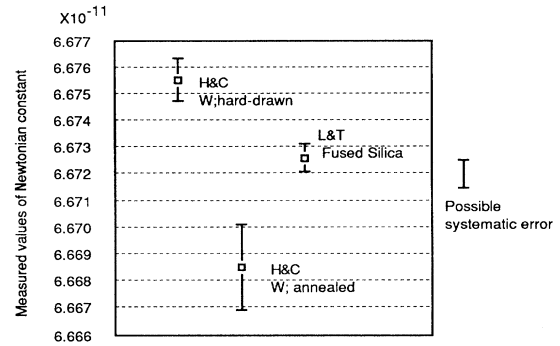 X10⁻¹¹
6.677
6.676
6.675
6.674
6.673
6.672
6.671
6.670
6.669
6.668
6.667
6.666
Measured values of Newtonian constant
H&C
W;hard-drawn
L&T
Fused Silica
H&C
W; annealed
Possible
systematic error